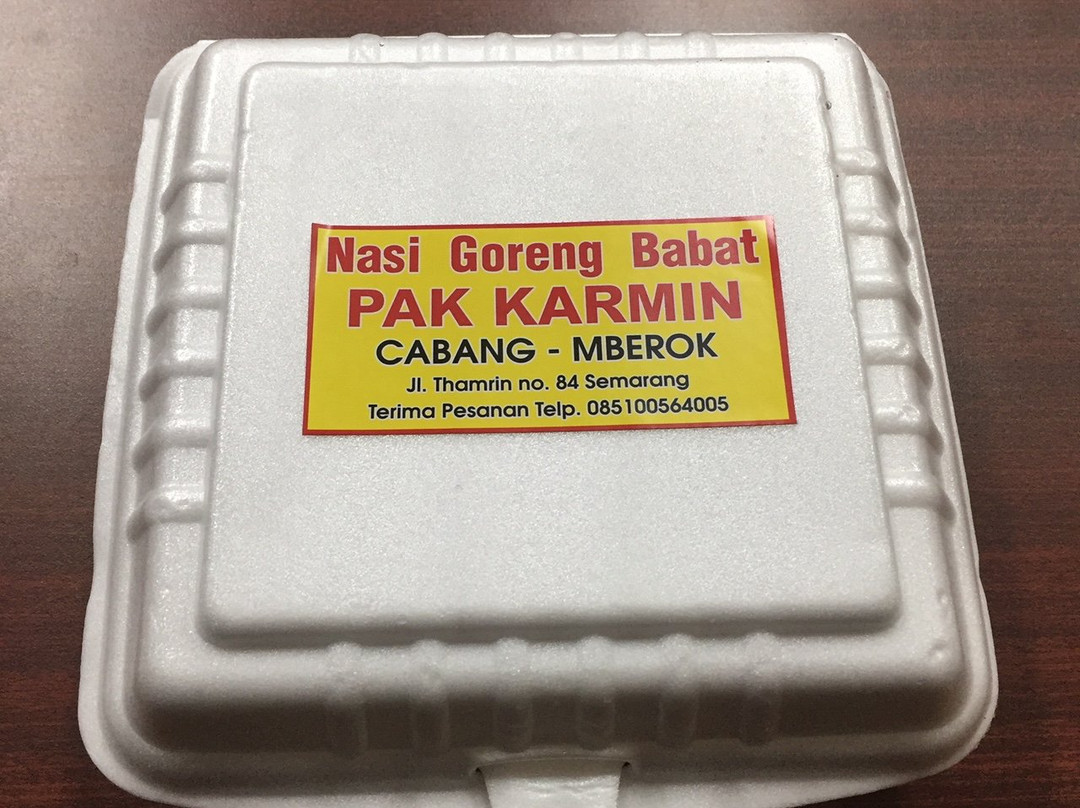 Nasi Goreng Babat
PAK KARMIN
CABANG - MBEROK
Jl. Thamrin no. 84 Semarang
Terima Pesanan Telp. 085100564005